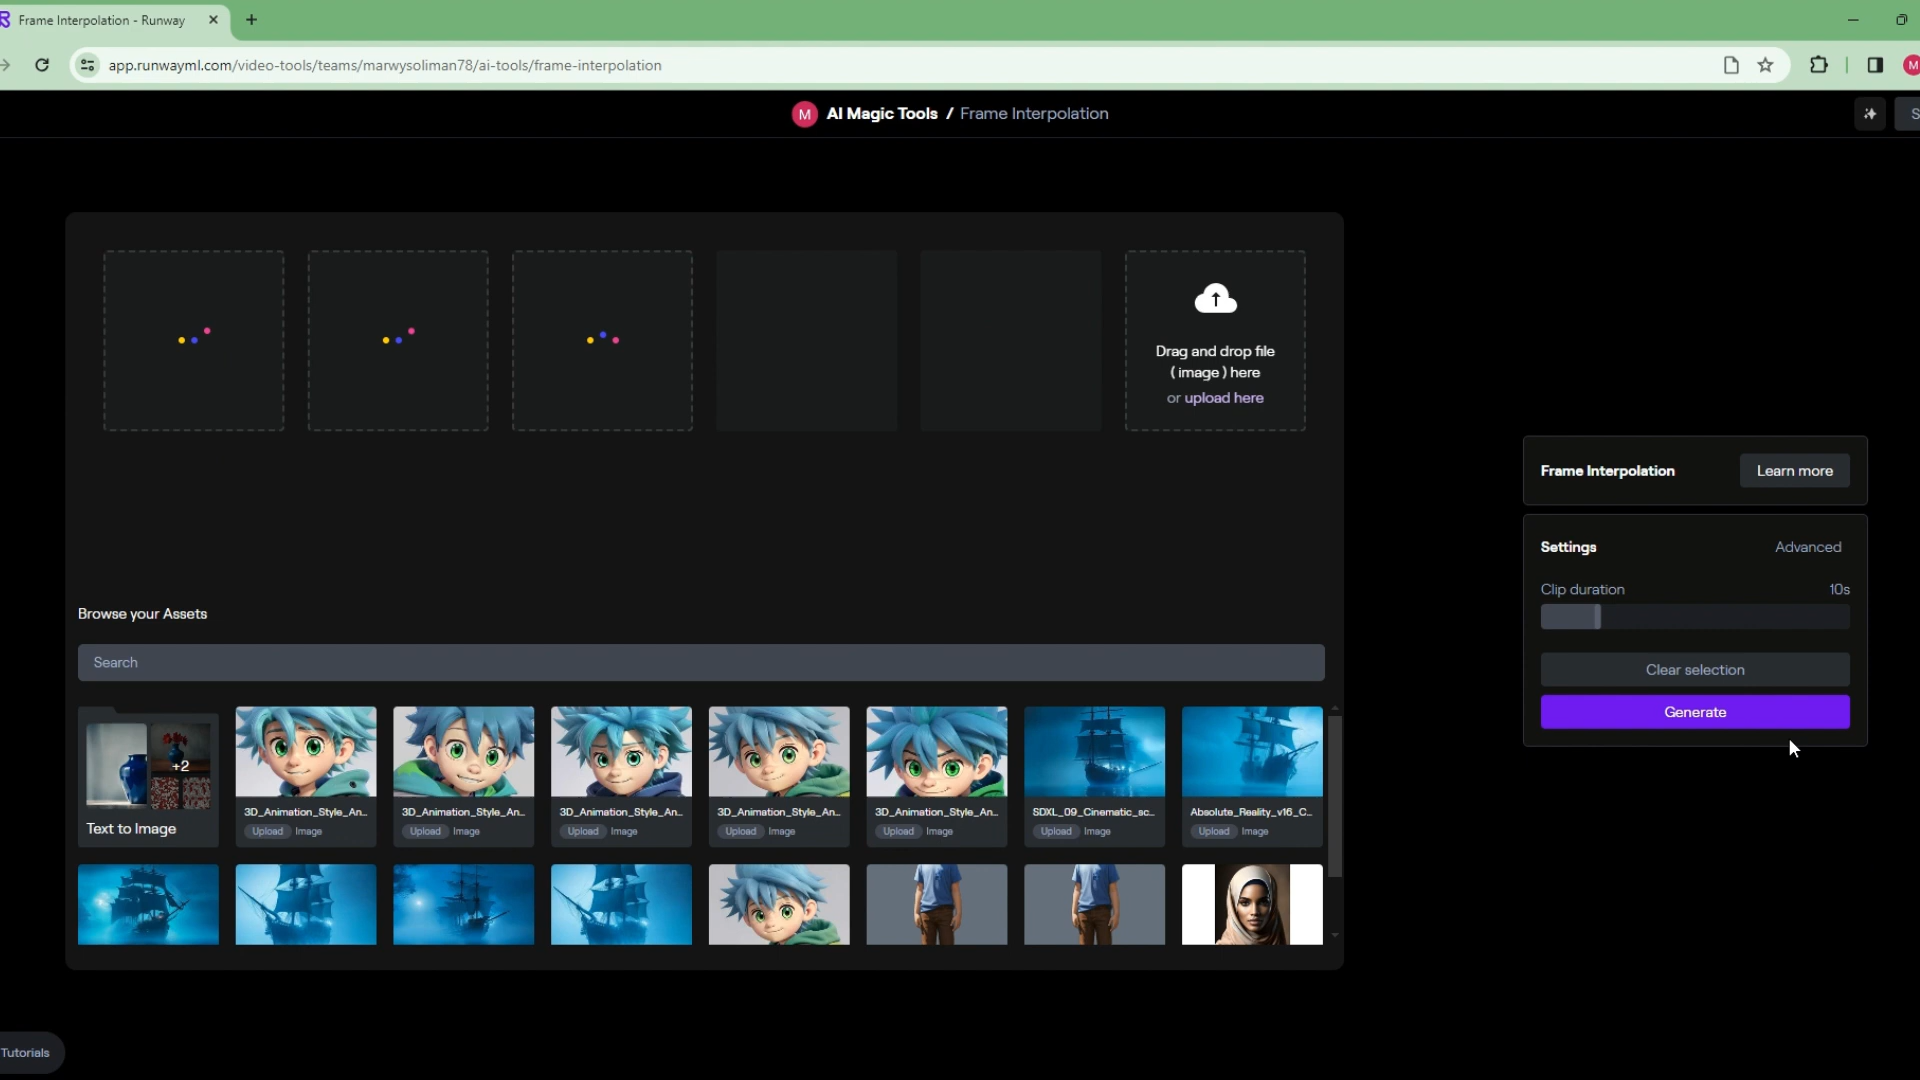 Frame Interpolation - Runway
app.runwayml.com/video-tools/teams/marwysoliman78/ai-tools/frame-interpolation
M
M AI Magic Tools / Frame Interpolation
S
Drag and drop file
( image ) here
or upload here
Frame Interpolation
Learn more
Settings
Advanced
Clip duration
10s
Clear selection
Generate
Browse your Assets
Search
+2
Text to Image
3D_Animation_Style_An...
Upload Image
3D_Animation_Style_An...
Upload Image
3D_Animation_Style_An...
Upload Image
3D_Animation_Style_An...
Upload Image
3D_Animation_Style_An...
Upload Image
SDXL_09_Cinematic_sc...
Upload Image
Absolute_Reality_v16_C...
Upload Image
Tutorials